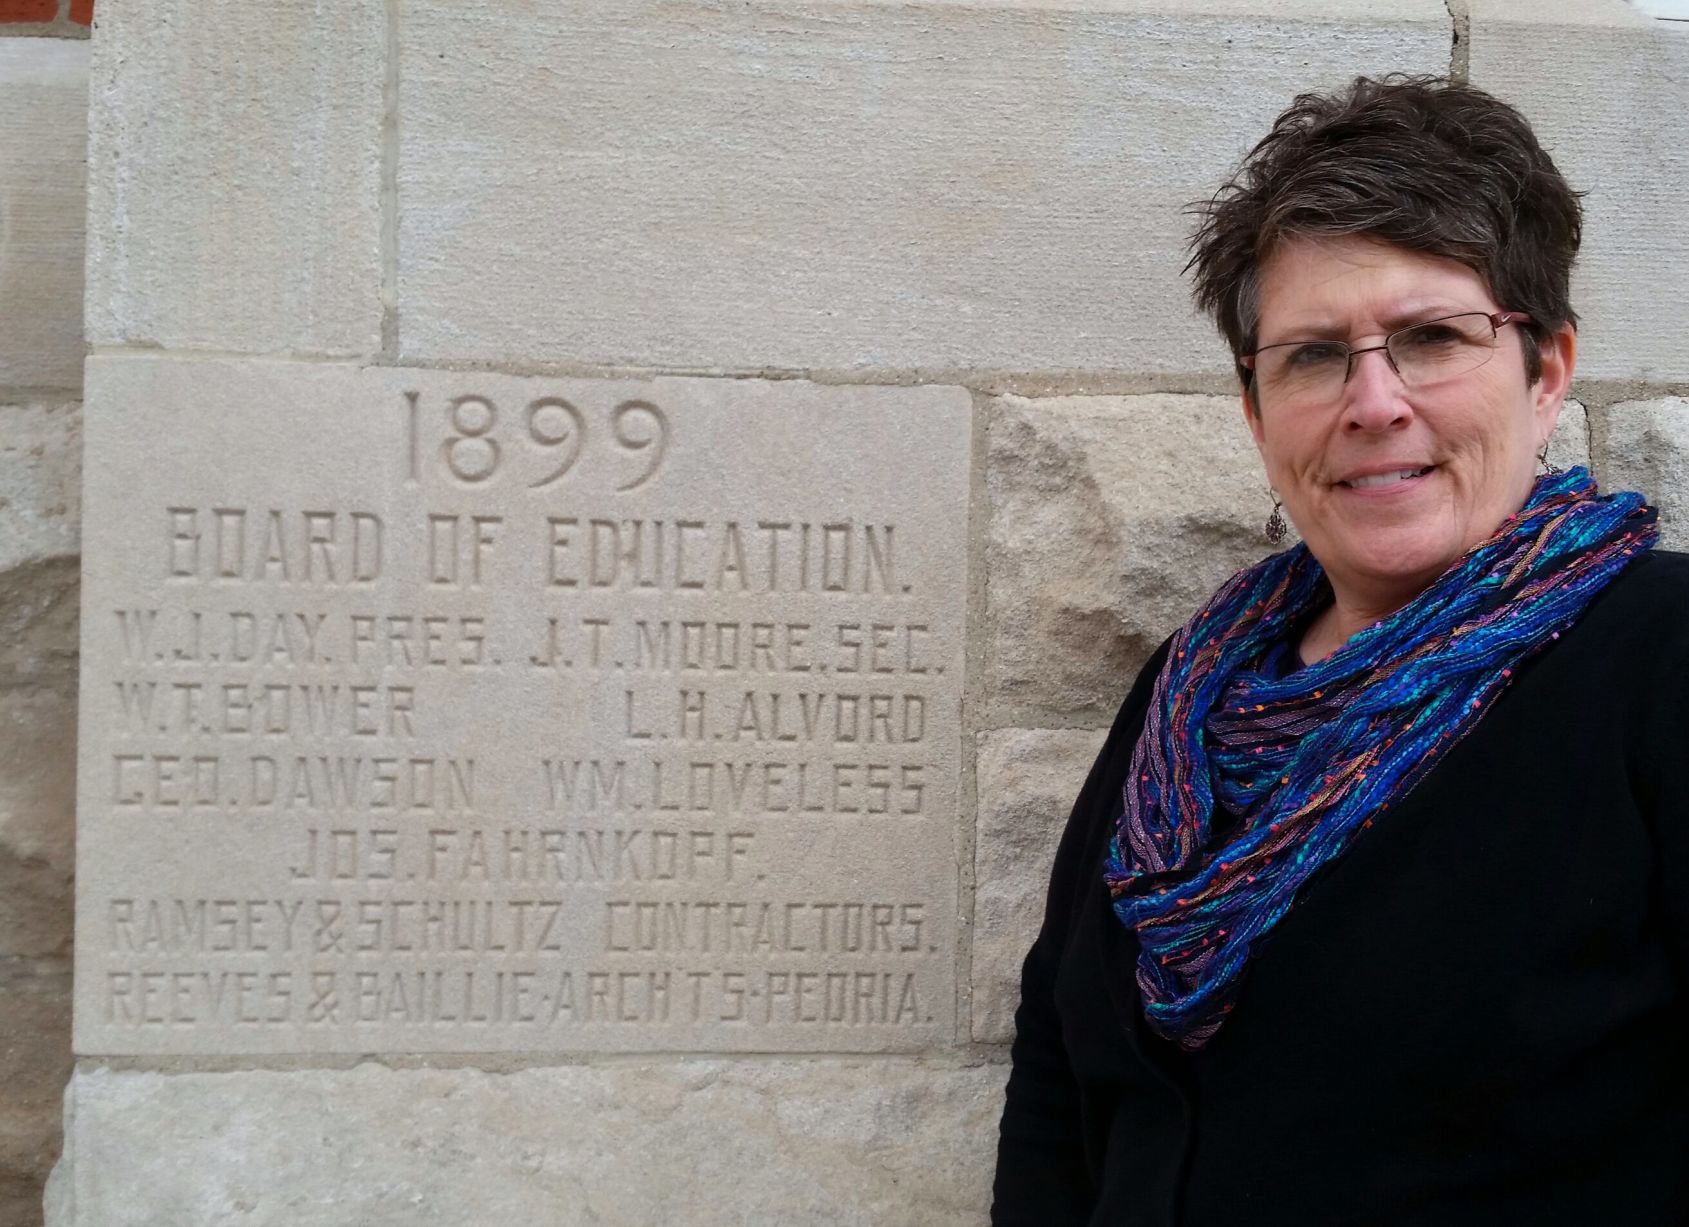 1899
BOARD OF EDUCATION.
W.J.DAY. PRES. J.T.MOORE.SEC.
W.T.BOWER L.H.ALVORD
GEO.DAWSON WM.LOVELESS
JOS.FAHRNKOPF.
RAMSEY & SCHULTZ CONTRACTORS.
REEVES & BAILLIE·ARCH'TS·PEORIA.